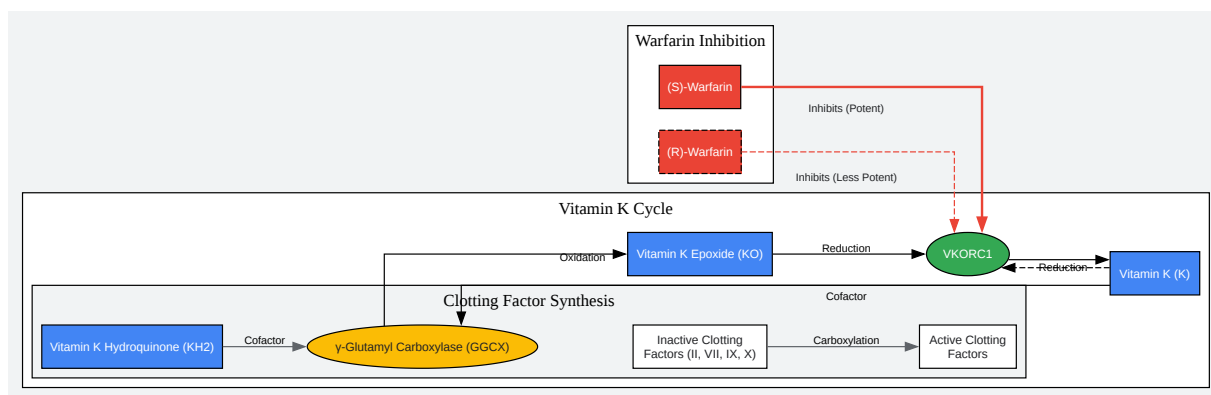 Warfarin Inhibition
(S)-Warfarin
Inhibits (Potent)
(R)-Warfarin
Inhibits (Less Potent)
Vitamin K Cycle
Oxidation
Vitamin K Epoxide (KO)
Reduction
VKORC1
Reduction
Vitamin K (K)
Clotting Factor Synthesis
Cofactor
Vitamin K Hydroquinone (KH2)
Cofactor
γ-Glutamyl Carboxylase (GGCX)
Inactive Clotting
Factors (II, VII, IX, X)
Carboxylation
Active Clotting
Factors